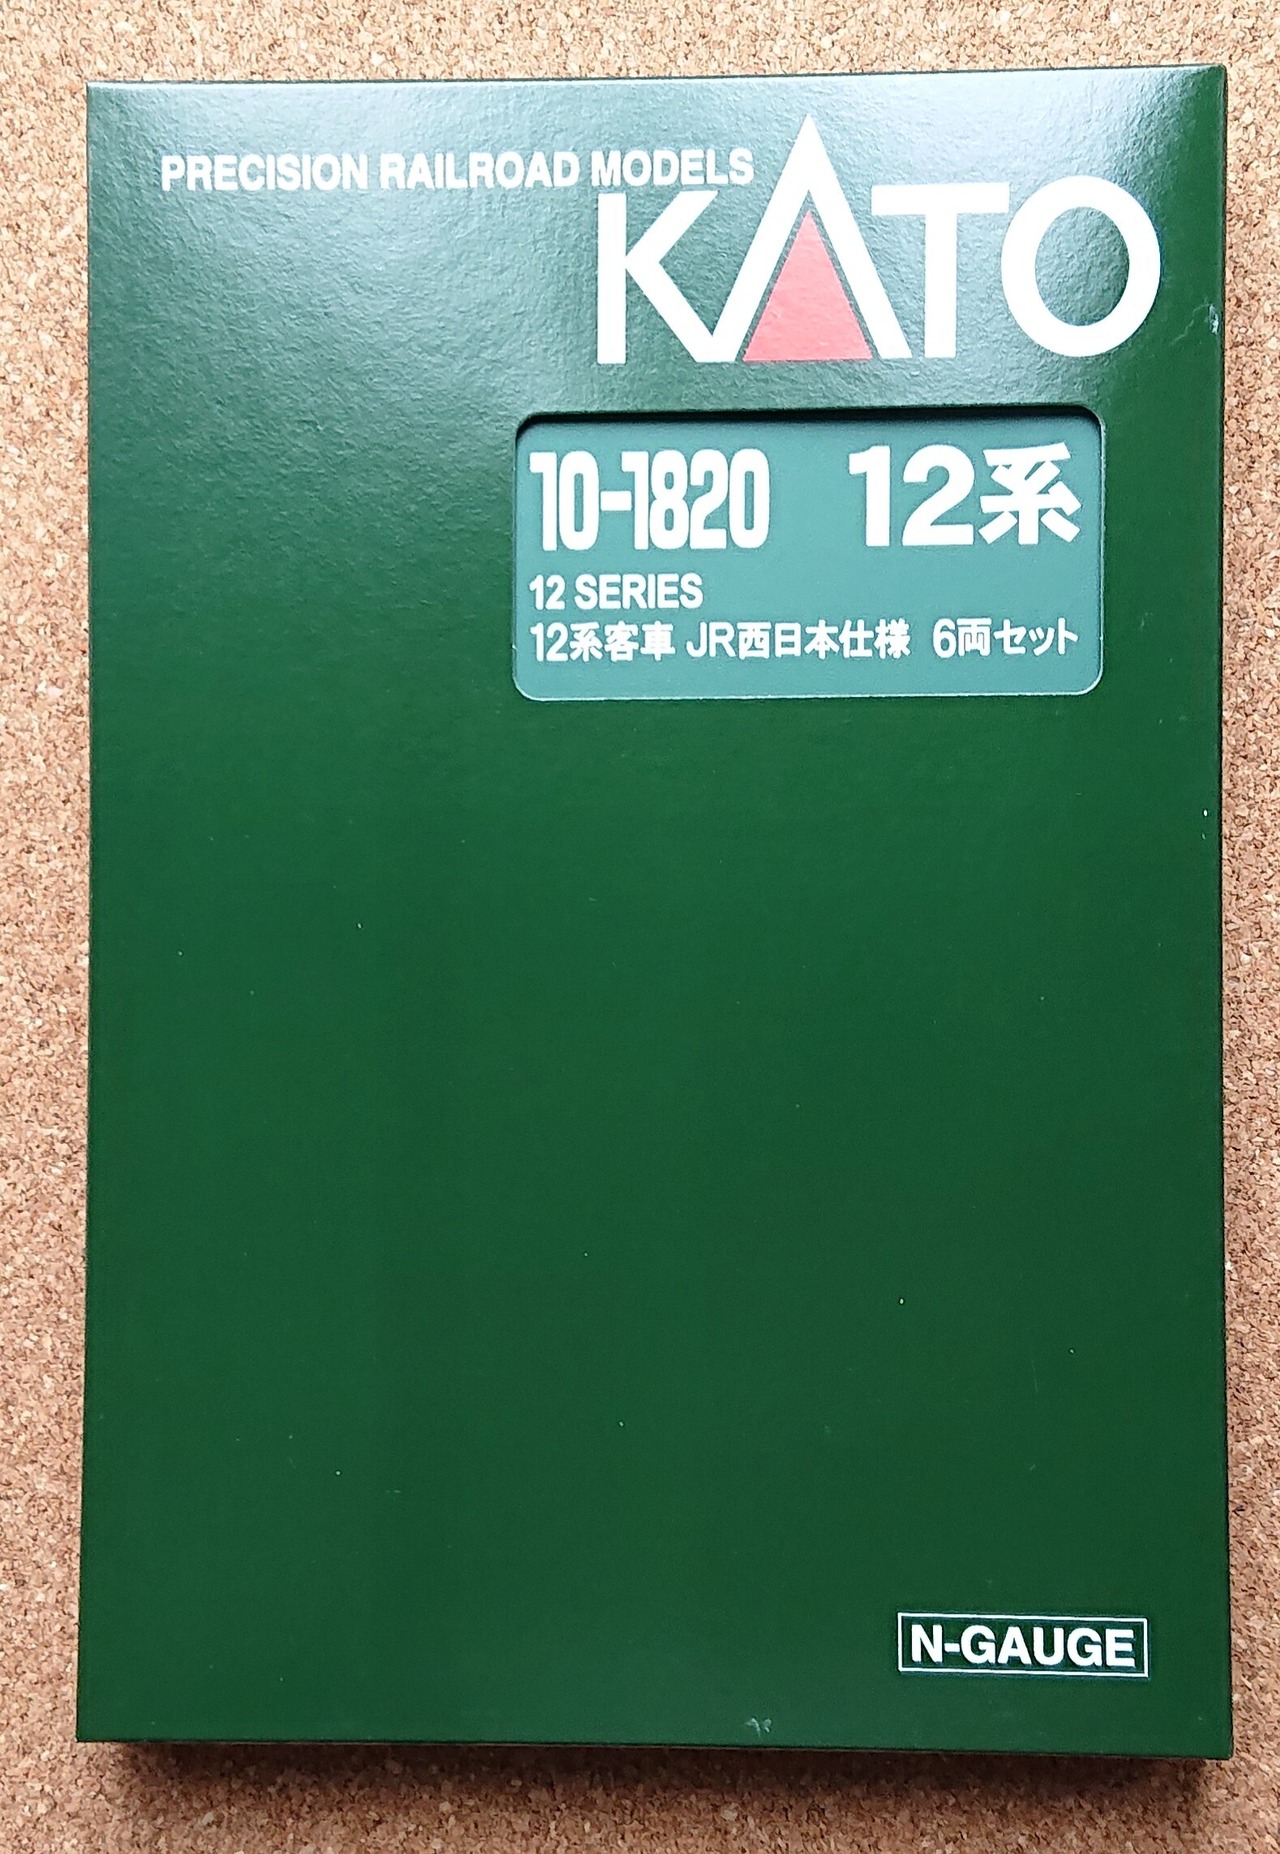 PRECISION RAILROAD MODELS
KATO
10-1820 12系
12 SERIES
12系客車 JR西日本仕様 6両セット
N-GAUGE